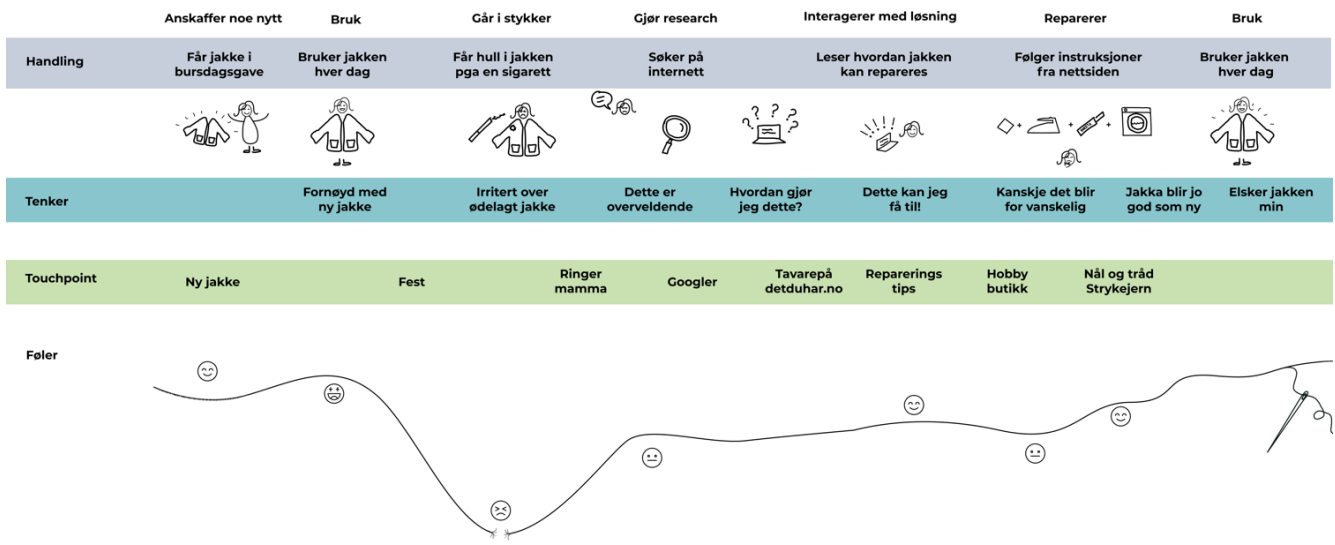 Anskaffer noe nytt
Bruk
Går i stykker
Gjør research
Interagerer med løsning
Reparerer
Bruk
Handling
Får jakke i
bursdagsgave
Bruker jakken
hver dag
Får hull i jakken
pga en sigarett
Søker på
internett
Leser hvordan jakken
kan repareres
Følger instruksjoner
fra nettsiden
Bruker jakken
hver dag
Tenker
Fornøyd med
ny jakke
Irritert over
ødelagt jakke
Dette er
overveldende
Hvordan gjør
jeg dette?
Dette kan jeg
få til!
Kanskje det blir
for vanskelig
Jakka blir jo
god som ny
Elsker jakken
min
Touchpoint
Ny jakke
Fest
Ringer
mamma
Googler
Tavarepå
detduhar.no
Reparerings
tips
Hobby
butikk
Nål og tråd
Strykejern
Føler